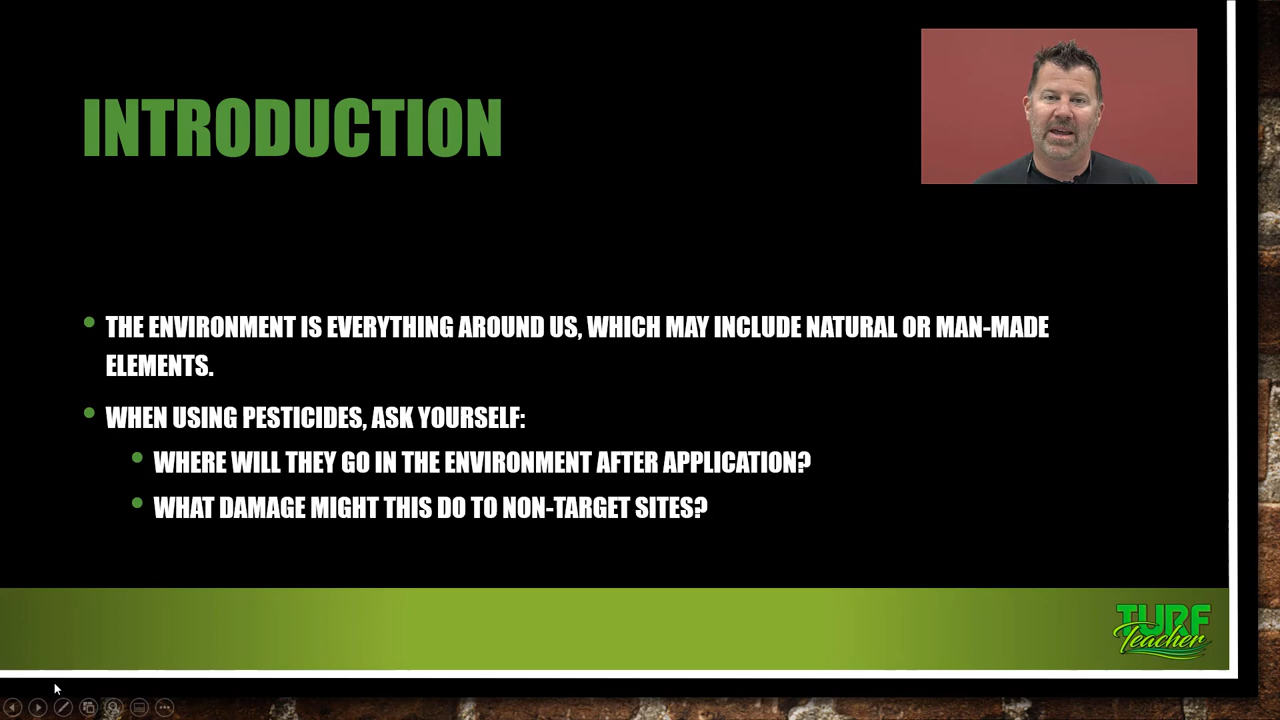 INTRODUCTION
THE ENVIRONMENT IS EVERYTHING AROUND US, WHICH MAY INCLUDE NATURAL OR MAN-MADE
ELEMENTS.
WHEN USING PESTICIDES, ASK YOURSELF:
WHERE WILL THEY GO IN THE ENVIRONMENT AFTER APPLICATION?
WHAT DAMAGE MIGHT THIS DO TO NON-TARGET SITES?
TURF
Teacher